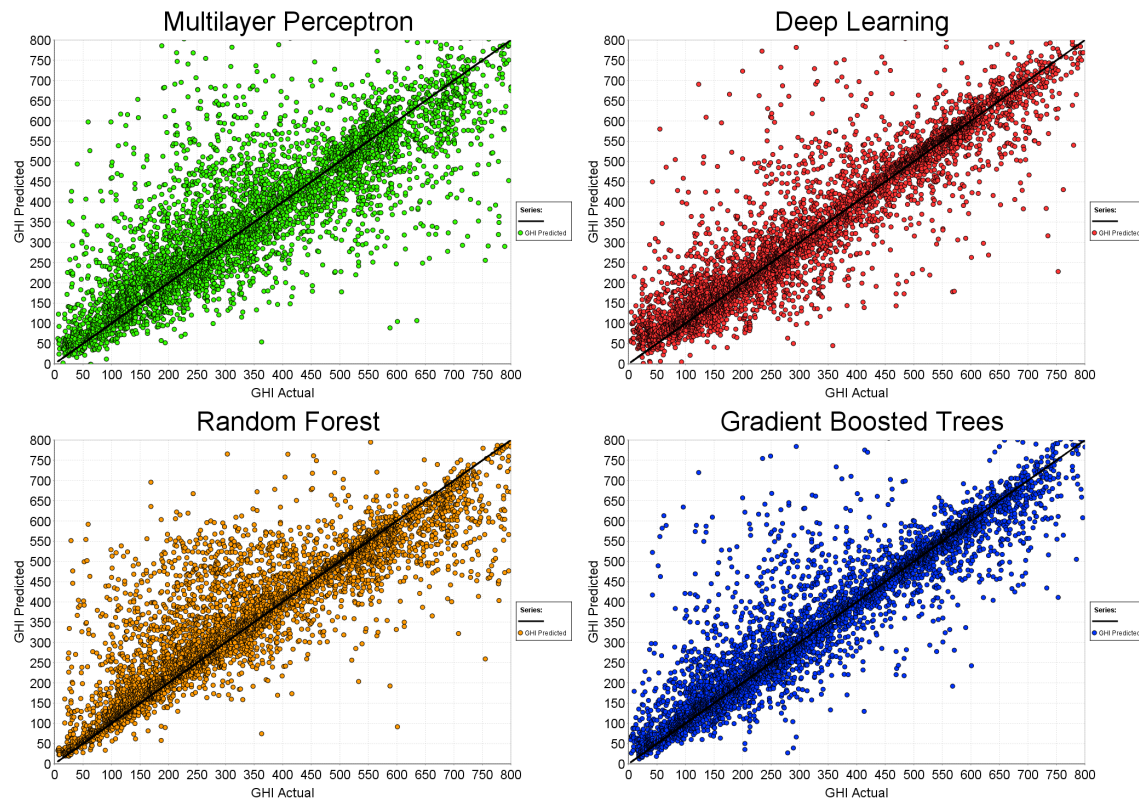 Multilayer Perceptron
800
750
700
650
600
550
500
450
400
350
300
250
200
150
100
50
0
GHI Predicted
0 50 100 150 200 250 300 350 400 450 500 550 600 650 700 750 800
GHI Actual
Series:
GHI Predicted
Deep Learning
800
750
700
650
600
550
500
450
400
350
300
250
200
150
100
50
0
GHI Predicted
0 50 100 150 200 250 300 350 400 450 500 550 600 650 700 750 800
GHI Actual
Series:
GHI Predicted
Random Forest
800
750
700
650
600
550
500
450
400
350
300
250
200
150
100
50
0
GHI Predicted
0 50 100 150 200 250 300 350 400 450 500 550 600 650 700 750 800
GHI Actual
Series:
GHI Predicted
Gradient Boosted Trees
800
750
700
650
600
550
500
450
400
350
300
250
200
150
100
50
0
GHI Predicted
0 50 100 150 200 250 300 350 400 450 500 550 600 650 700 750 800
GHI Actual
Series:
GHI Predicted